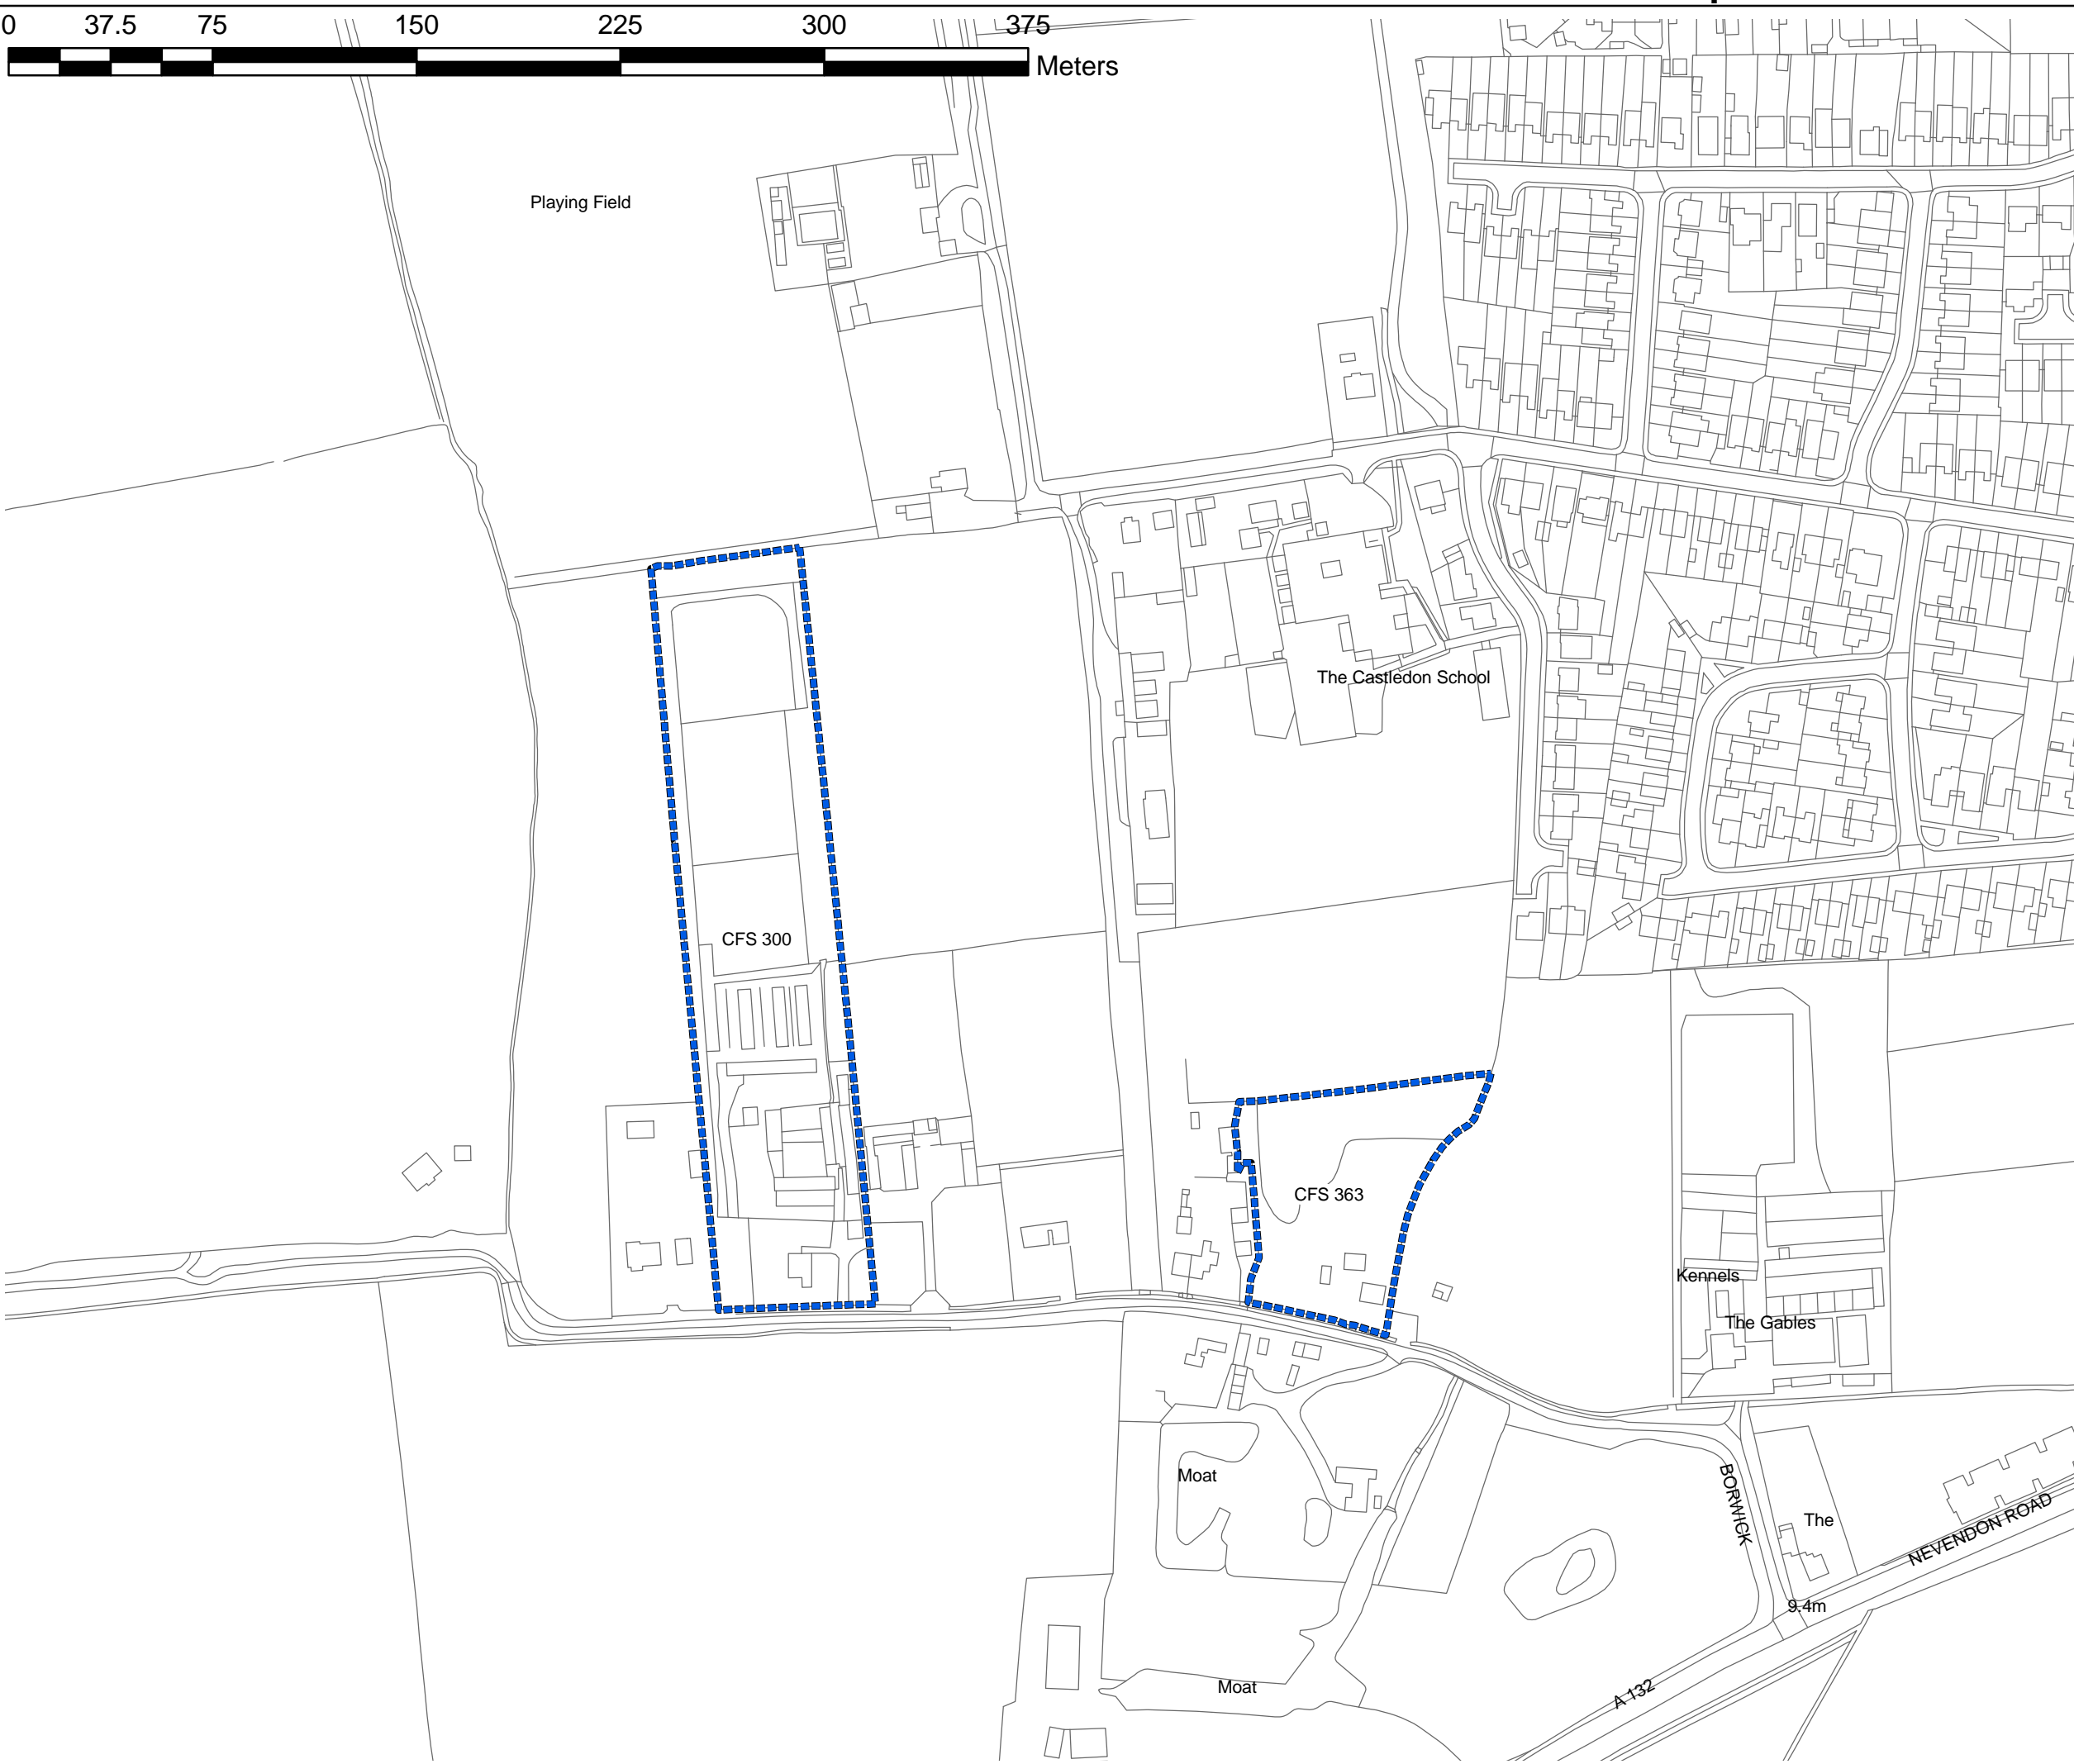 0 37.5 75 150 225 300 375
Meters
Playing Field
The Castledon School
CFS 300
CFS 363
Kennels
The Gables
Moat
BORWICK
The
NEVENDON ROAD
9.4m
Moat
A 132